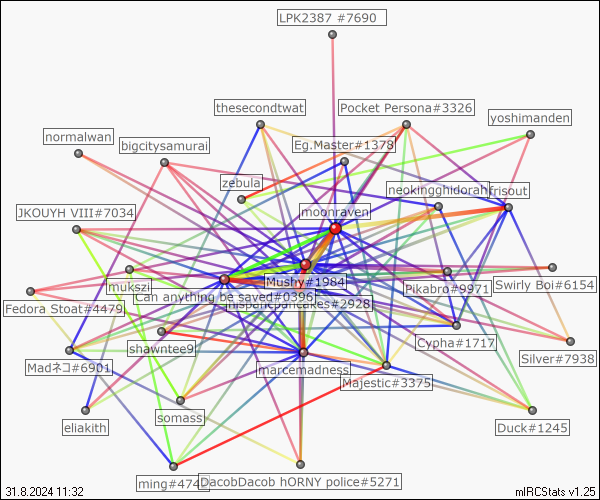 LPK2387 #7690
thesecondtwat
Pocket Persona#3326
yoshimanden
normalwan
bigcitysamurai
Eg.Master#1378
zebula
neokingghidorah
frisout
JKOUYH VIII#7034
moonraven
Mushy#1984
mukszi
Can anything be saved#0396
hispanicpancakes#2928
Pikabro#9971
Swirly Boi#6154
Fedora Stoat#4479
shawntee9
Cypha#1717
Silver#7938
Madネコ#6901
marcemadness
Majestic#3375
eliakith
somass
Duck#1245
ming#474
DacobDacob hORNY police#5271
31.8.2024 11:32
mIRCStats v1.25